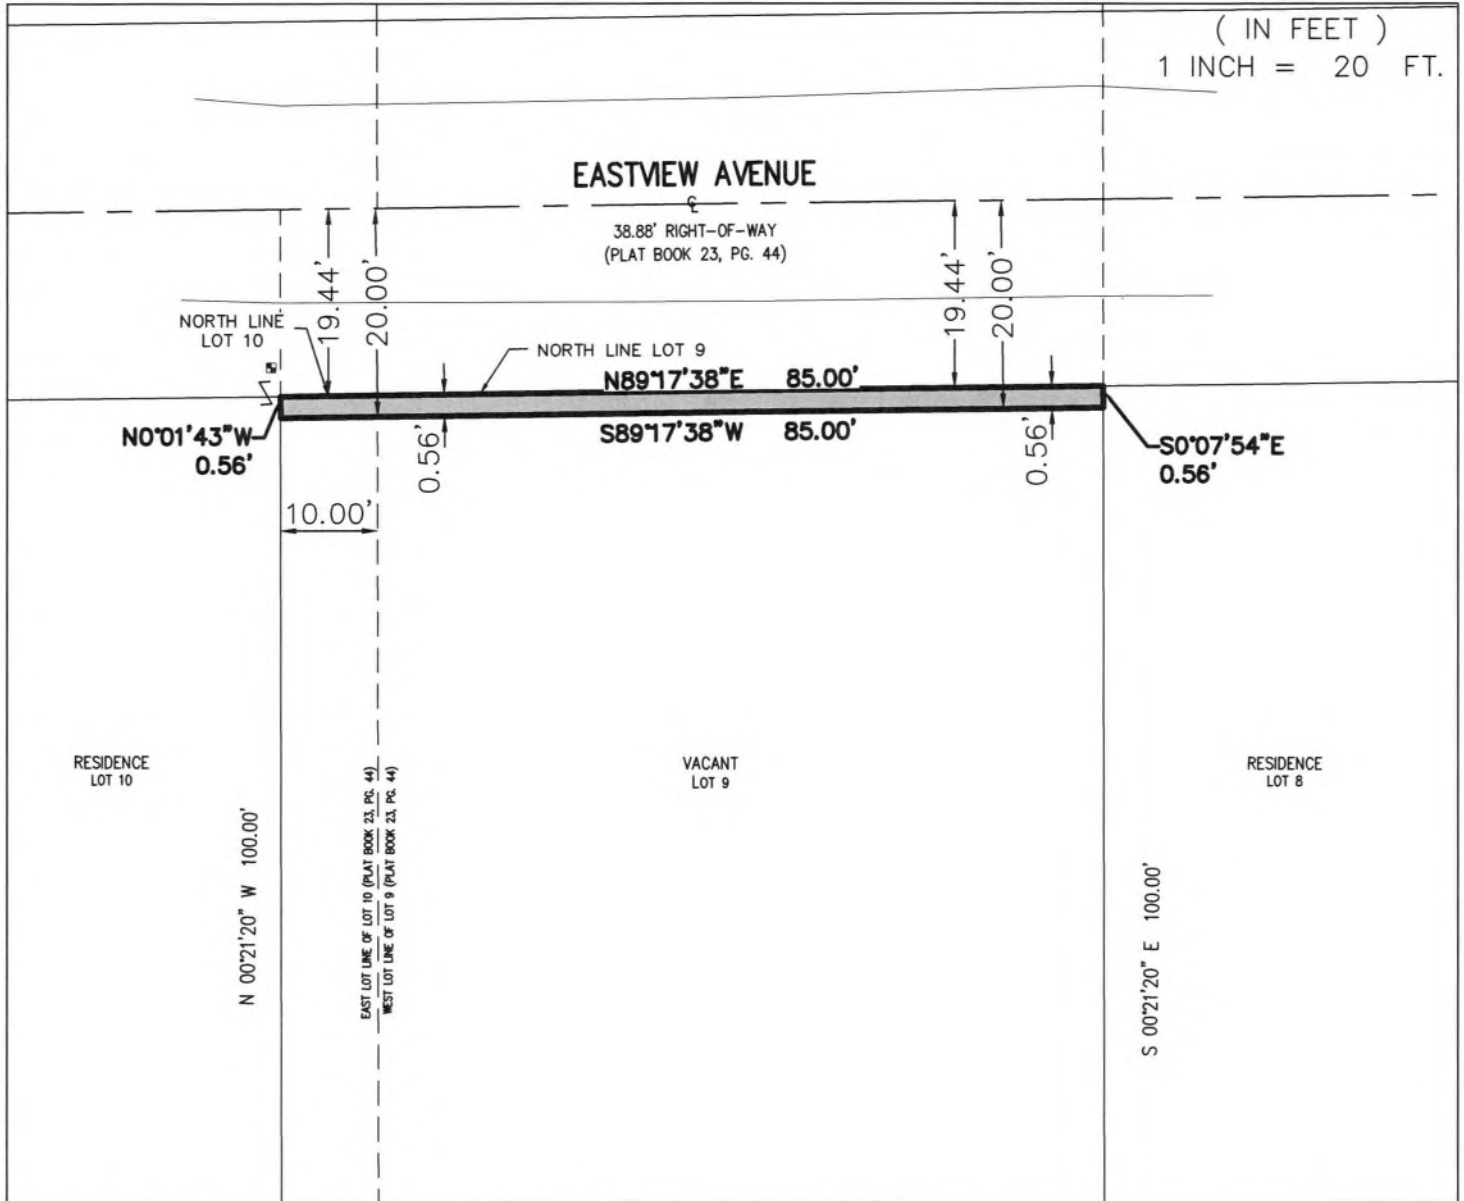 ( IN FEET )
1 INCH = 20 FT.
EASTVIEW AVENUE
℄
38.88' RIGHT-OF-WAY
(PLAT BOOK 23, PG. 44)
19.44'
20.00'
19.44'
20.00'
NORTH LINE
LOT 10
NORTH LINE LOT 9
N89°17'38"E 85.00'
S89°17'38"W 85.00'
N0°01'43"W
0.56'
0.56'
0.56'
S0°07'54"E
0.56'
10.00'
RESIDENCE
LOT 10
VACANT
LOT 9
RESIDENCE
LOT 8
N 00°21'20" W 100.00'
EAST LOT LINE OF LOT 10 (PLAT BOOK 23, PG. 44)
WEST LOT LINE OF LOT 9 (PLAT BOOK 23, PG. 44)
S 00°21'20" E 100.00'